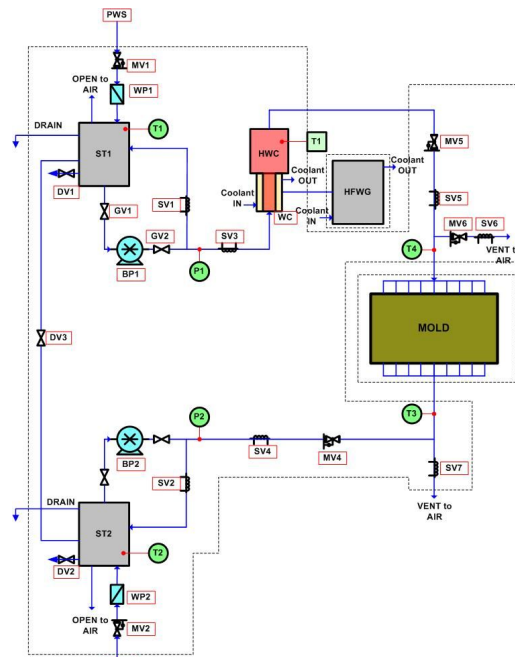 PWS
MV1
OPEN to
AIR
WP1
DRAIN
T1
ST1
DV1
GV1
SV1
GV2
BP1
P1
SV3
HWC
T1
Coolant
OUT
Coolant
IN
WC
HFWG
Coolant
OUT
Coolant
IN
MV5
SV5
MV6
SV6
VENT to
AIR
T4
MOLD
DV3
T3
P2
BP2
SV2
SV4
MV4
SV7
VENT to
AIR
DRAIN
ST2
T2
DV2
WP2
OPEN to
AIR
MV2